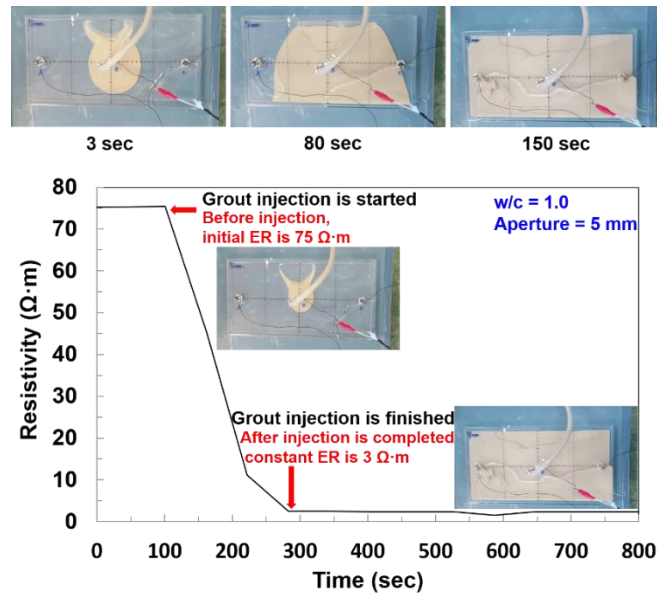 3 sec
80 sec
150 sec
80
70
60
50
40
30
20
10
0
Resistivity (Ω·m)
Grout injection is started
Before injection,
initial ER is 75 Ω·m
w/c = 1.0
Aperture = 5 mm
Grout injection is finished
After injection is completed
constant ER is 3 Ω·m
0 100 200 300 400 500 600 700 800
Time (sec)